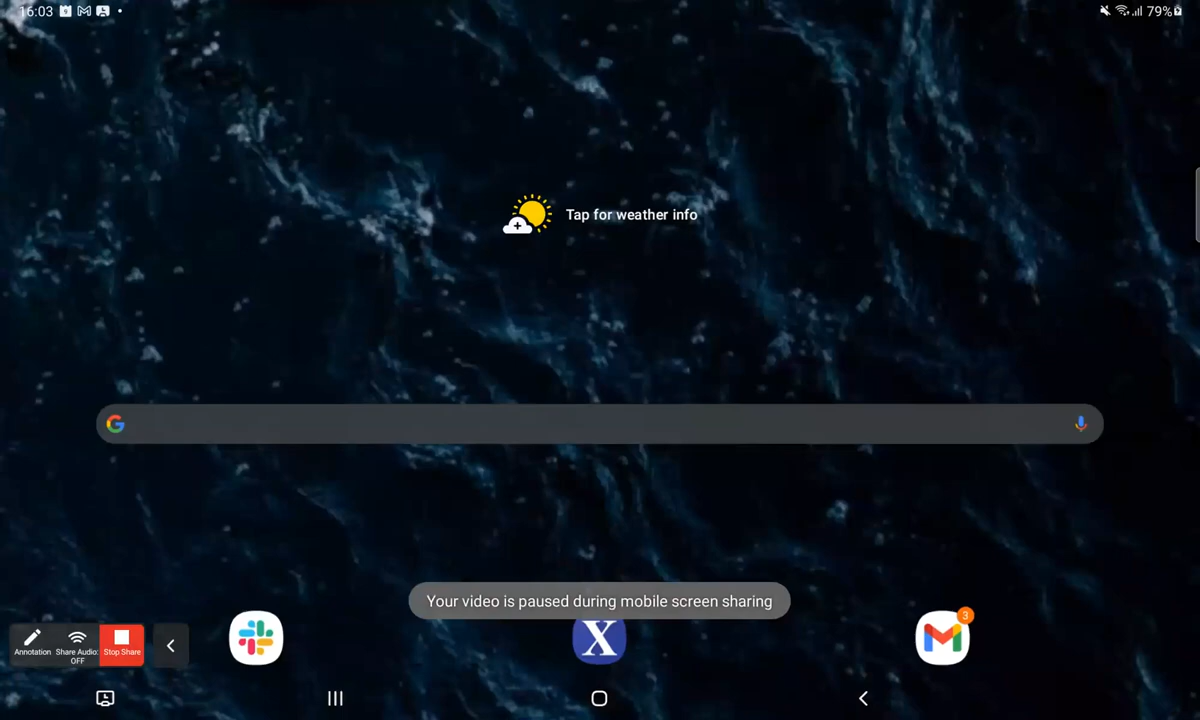 16:03
79%
Tap for weather info
Your video is paused during mobile screen sharing
X
3
Annotation
Share Audio:
OFF
Stop Share